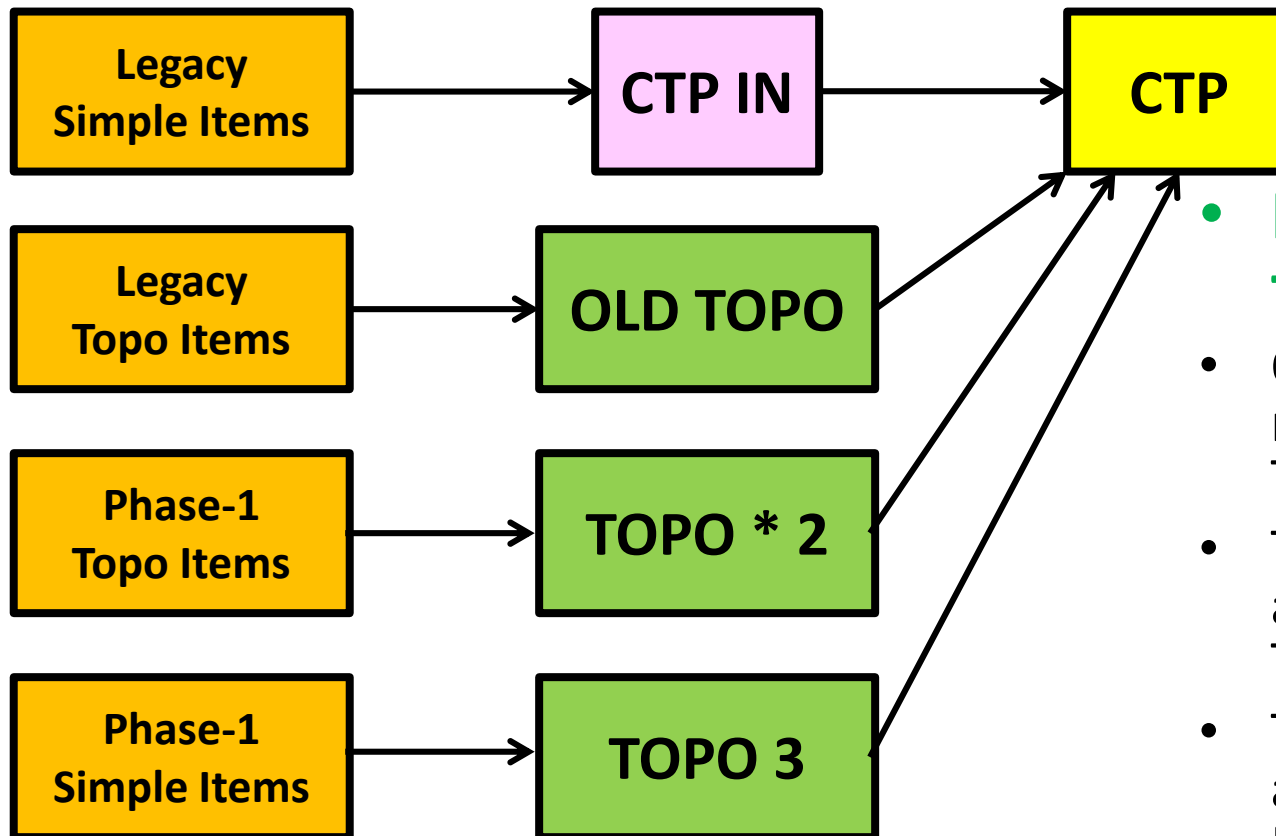 Legacy
Simple Items
CTP IN
CTP
Legacy
Topo Items
OLD TOPO
Phase-1
Topo Items
TOPO * 2
Phase-1
Simple Items
TOPO 3